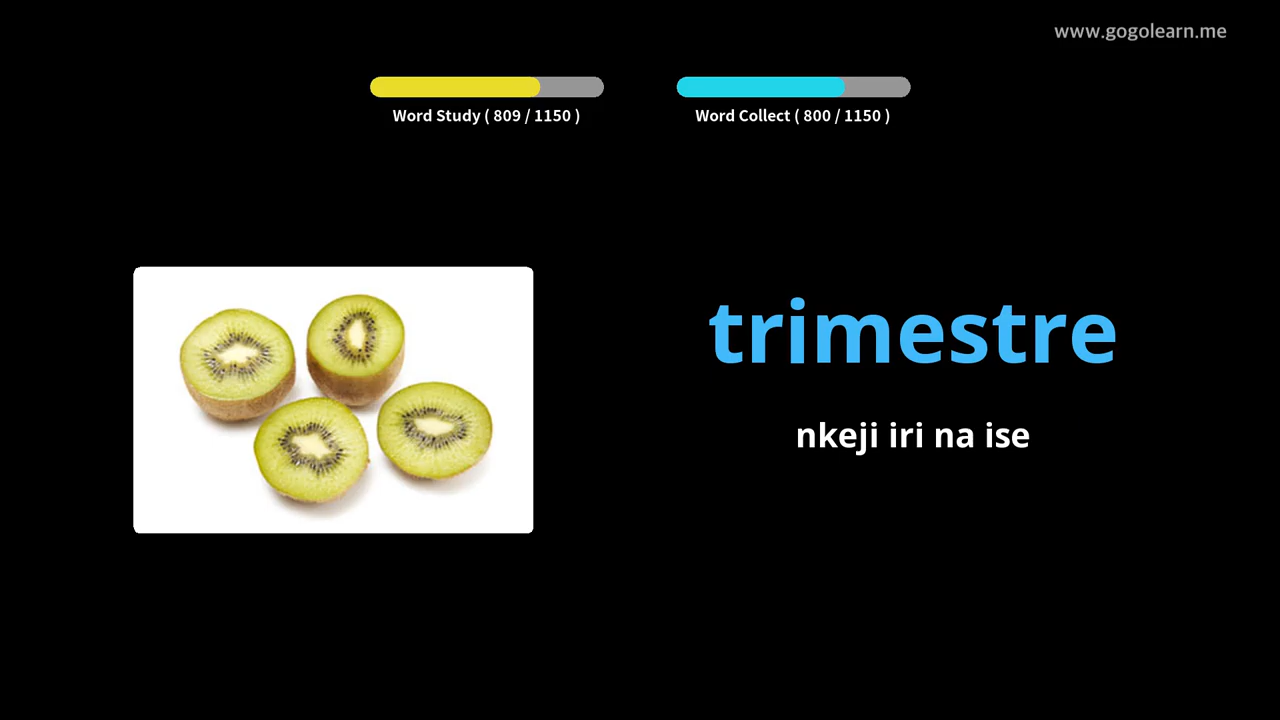 www.gogolearn.me
Word Study ( 809 / 1150 )
Word Collect ( 800 / 1150 )
trimestre
nkeji iri na ise